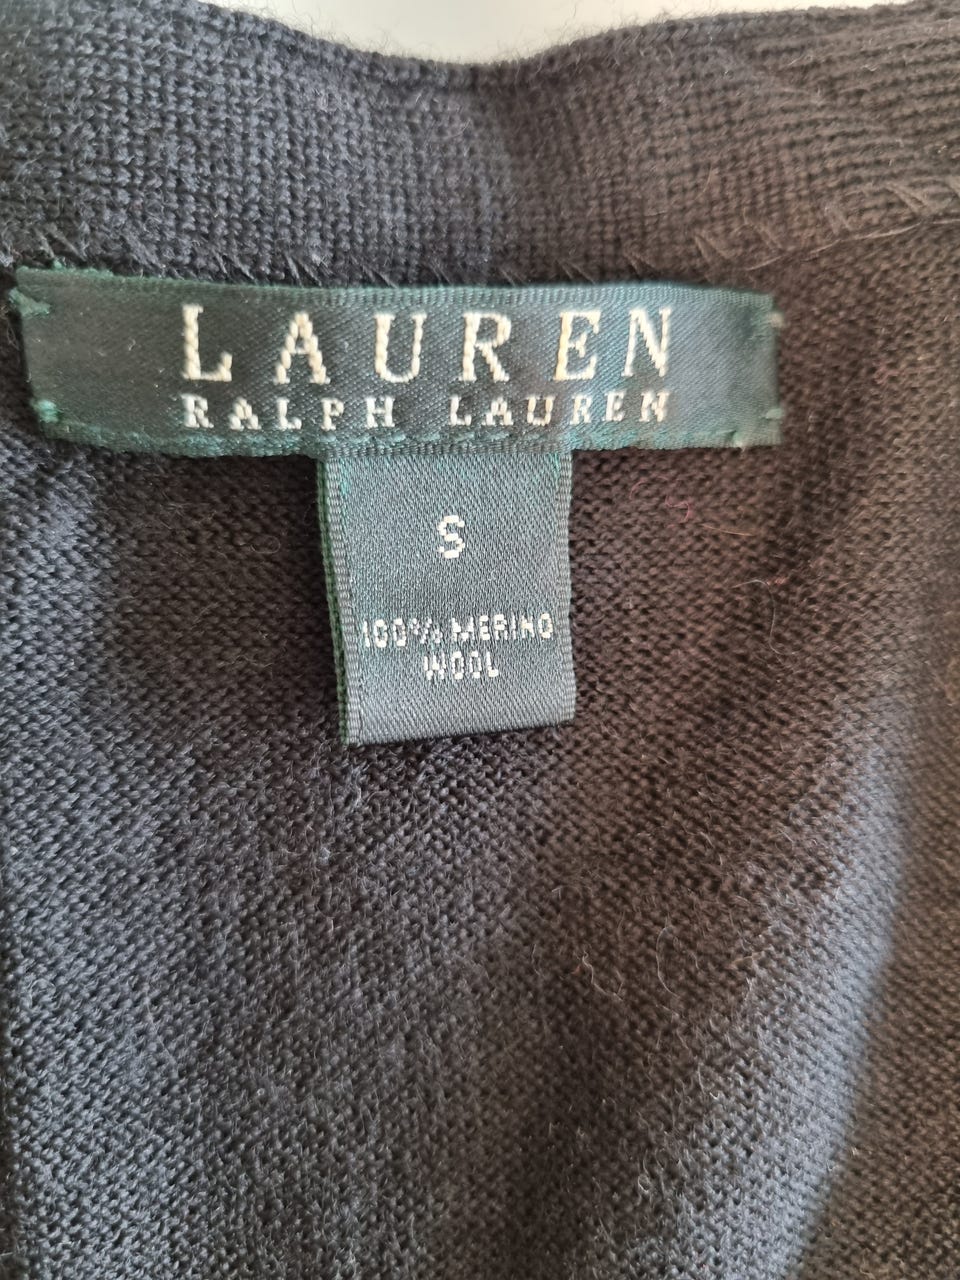 LAUREN
RALPH LAUREN
S
100% MERINO
WOOL